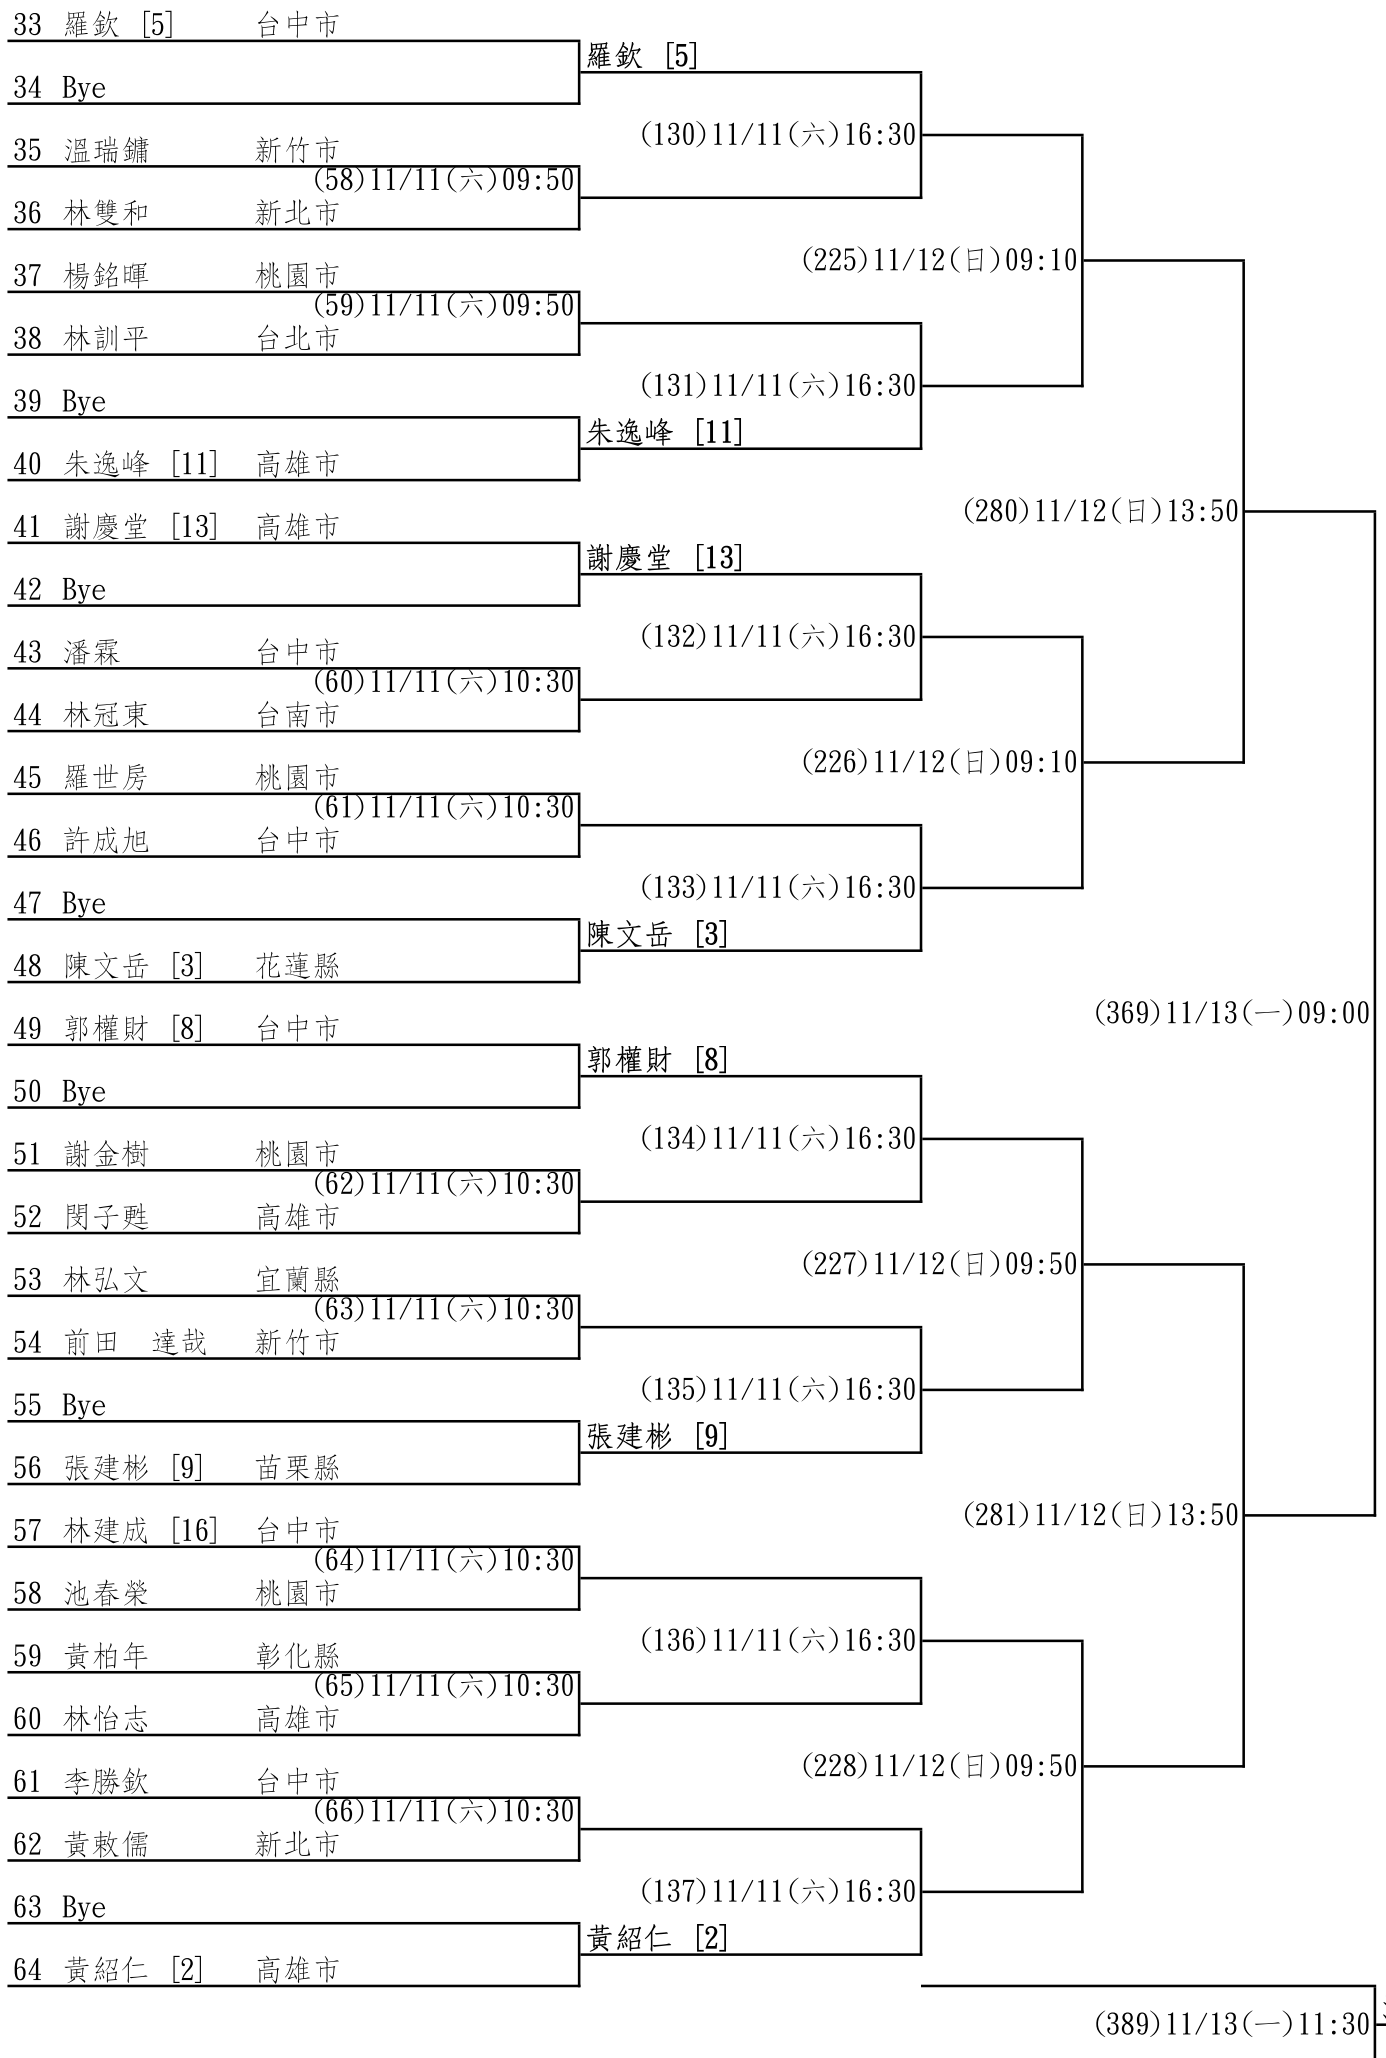 33 羅欽 [5] 台中市
羅欽 [5]
34 Bye
(130)11/11(六)16:30
35 溫瑞鏞 新竹市
(58)11/11(六)09:50
36 林雙和 新北市
(225)11/12(日)09:10
37 楊銘暉 桃園市
(59)11/11(六)09:50
38 林訓平 台北市
(131)11/11(六)16:30
39 Bye
朱逸峰 [11]
40 朱逸峰 [11] 高雄市
(280)11/12(日)13:50
41 謝慶堂 [13] 高雄市
謝慶堂 [13]
42 Bye
(132)11/11(六)16:30
43 潘霖 台中市
(60)11/11(六)10:30
44 林冠東 台南市
(226)11/12(日)09:10
45 羅世房 桃園市
(61)11/11(六)10:30
46 許成旭 台中市
(133)11/11(六)16:30
47 Bye
陳文岳 [3]
48 陳文岳 [3] 花蓮縣
(369)11/13(一)09:00
49 郭權財 [8] 台中市
郭權財 [8]
50 Bye
(134)11/11(六)16:30
51 謝金樹 桃園市
(62)11/11(六)10:30
52 閔子甦 高雄市
(227)11/12(日)09:50
53 林弘文 宜蘭縣
(63)11/11(六)10:30
54 前田　達哉 新竹市
(135)11/11(六)16:30
55 Bye
張建彬 [9]
56 張建彬 [9] 苗栗縣
(281)11/12(日)13:50
57 林建成 [16] 台中市
(64)11/11(六)10:30
58 池春榮 桃園市
(136)11/11(六)16:30
59 黃柏年 彰化縣
(65)11/11(六)10:30
60 林怡志 高雄市
(228)11/12(日)09:50
61 李勝欽 台中市
(66)11/11(六)10:30
62 黃敕儒 新北市
(137)11/11(六)16:30
63 Bye
黃紹仁 [2]
64 黃紹仁 [2] 高雄市
(389)11/13(一)11:30